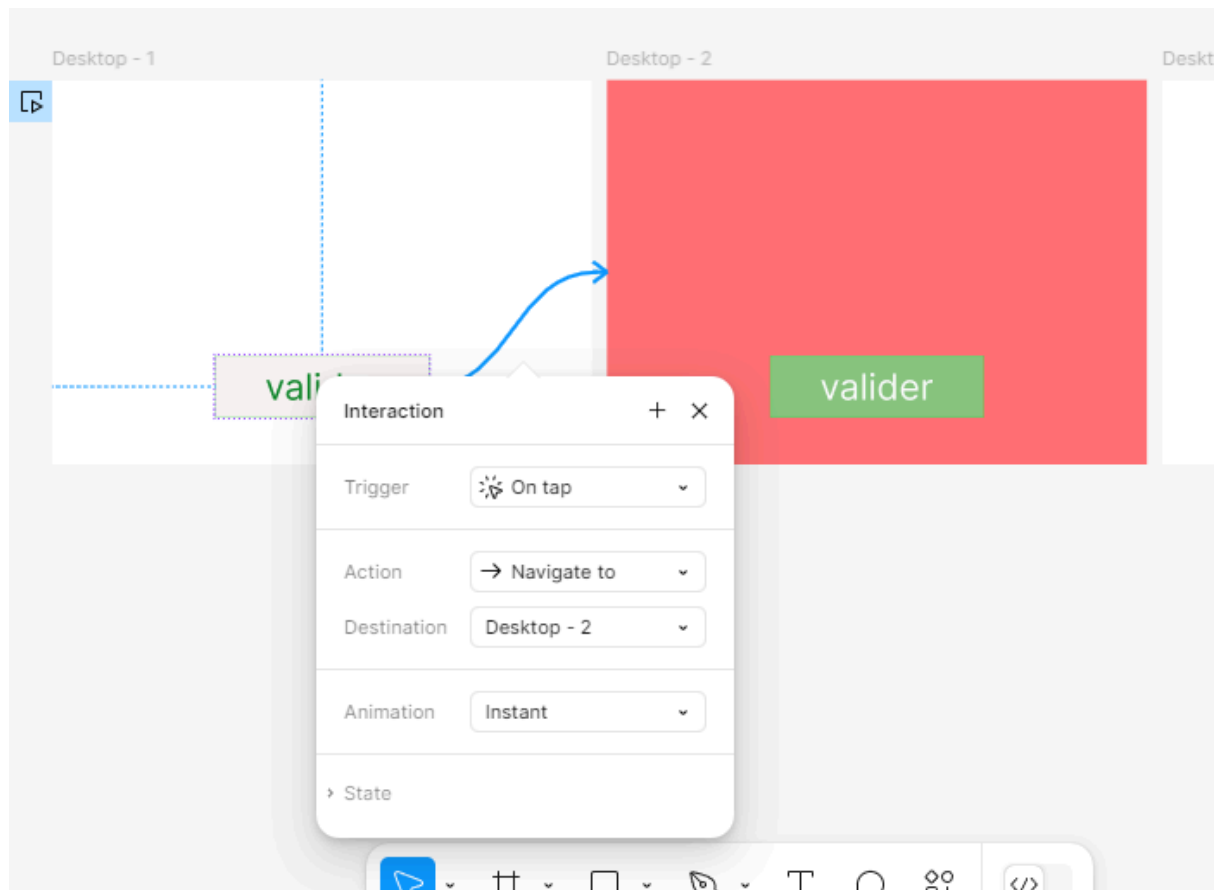 Desktop - 1
Desktop - 2
valider
Interaction
Trigger
On tap
Action
Navigate to
Destination
Desktop - 2
Animation
Instant
State